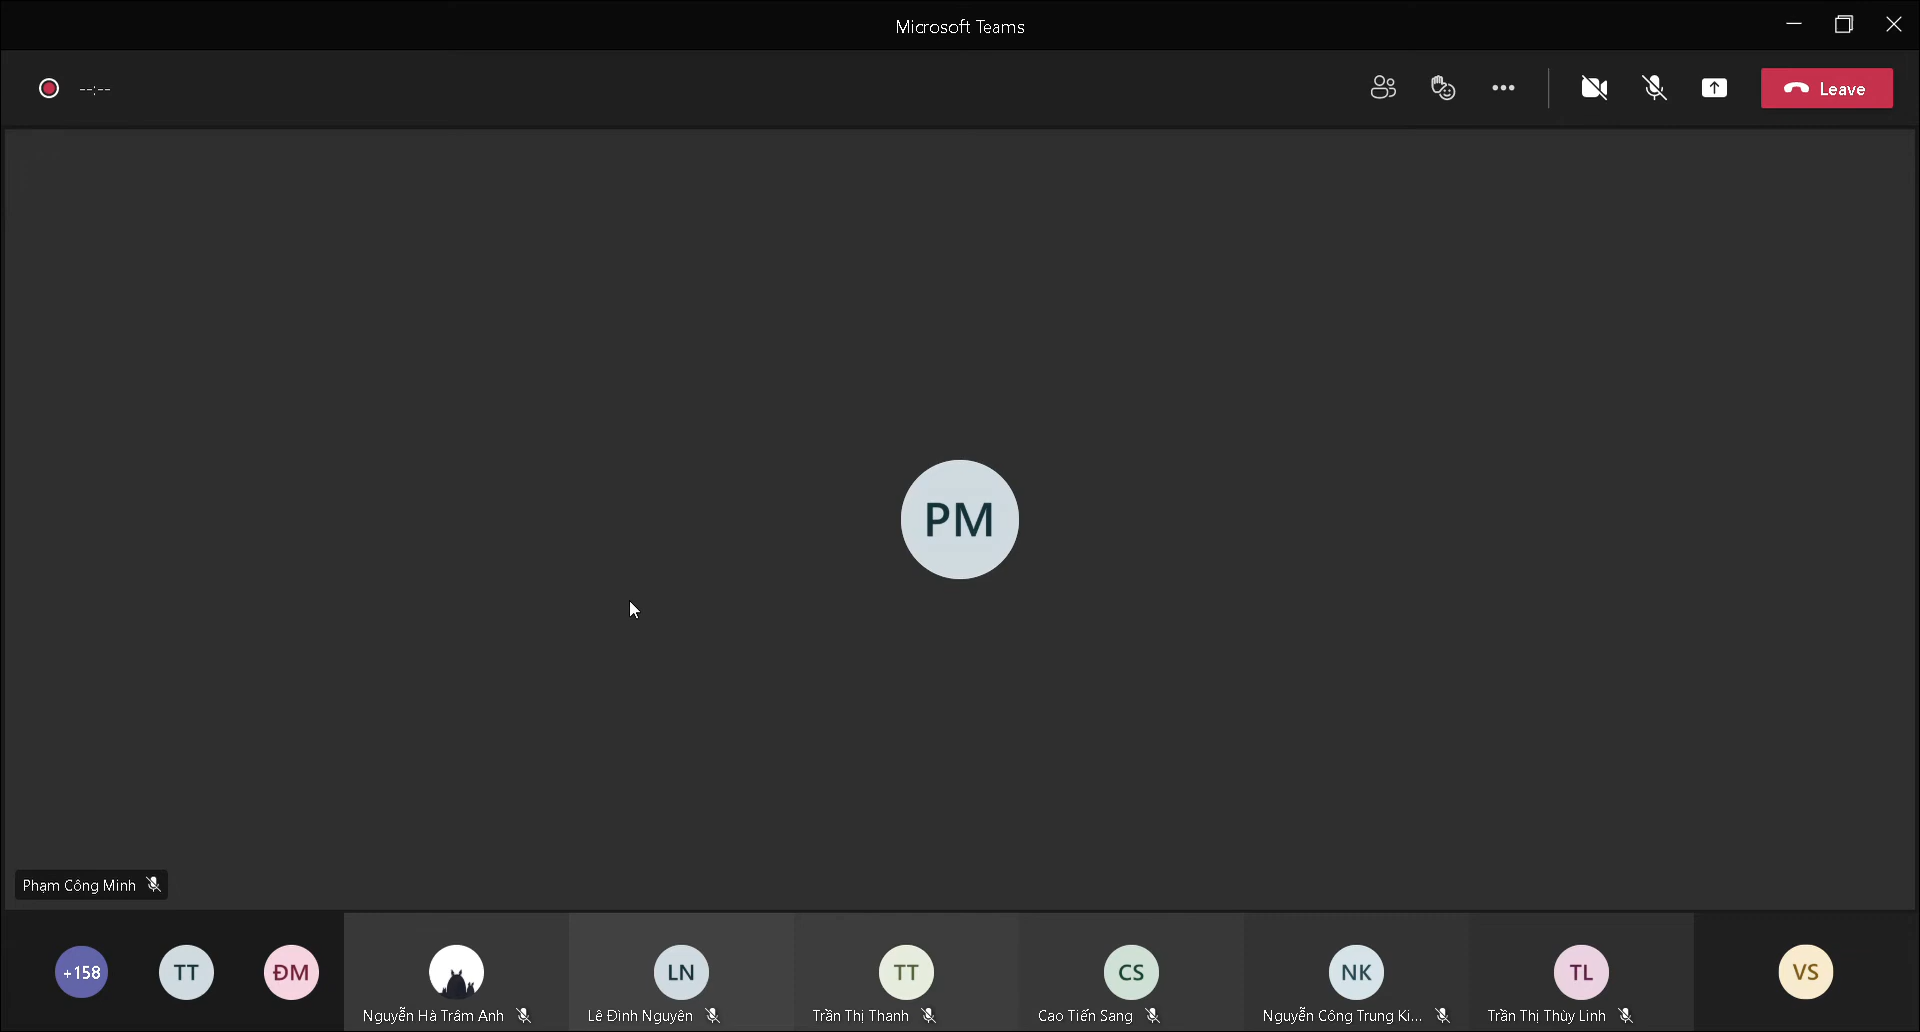 Microsoft Teams
--:--
Leave
PM
Phạm Công Minh
+158
TT
ĐM
LN
TT
CS
NK
TL
VS
Nguyễn Hà Trâm Anh
Lê Đình Nguyên
Trần Thị Thanh
Cao Tiến Sang
Nguyễn Công Trung Ki...
Trần Thị Thùy Linh